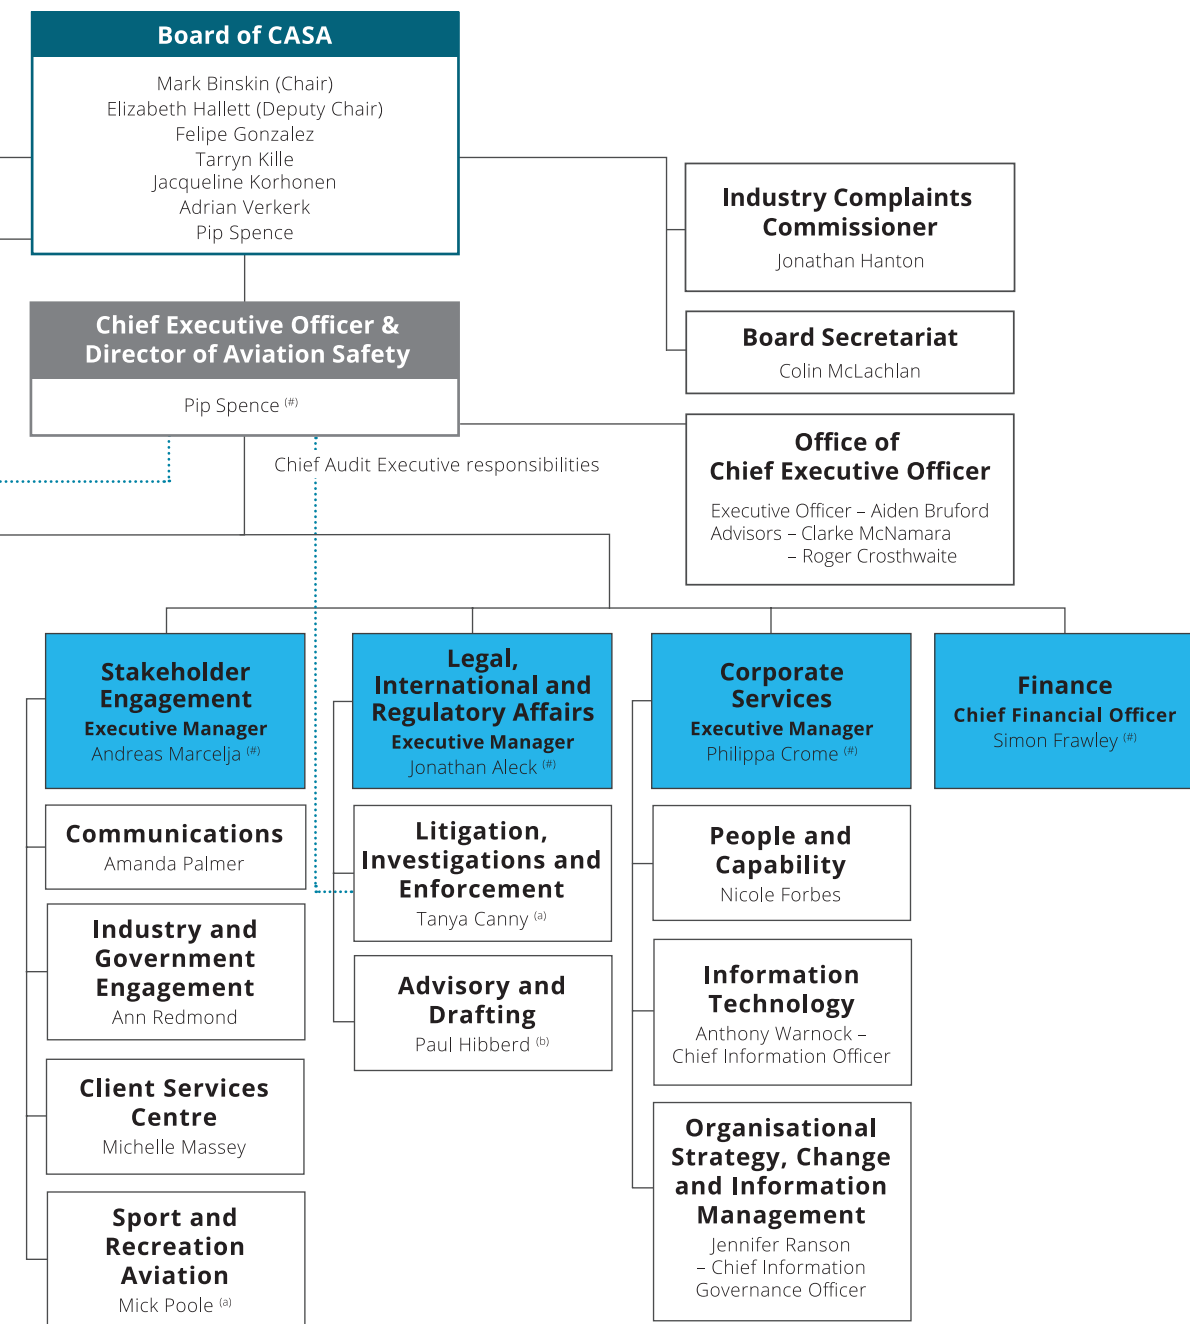 Board of CASA
Mark Binskin (Chair)
Elizabeth Hallett (Deputy Chair)
Felipe Gonzalez
Tarryn Kille
Jacqueline Korhonen
Adrian Verkerk
Pip Spence
Industry Complaints
Commissioner
Jonathan Hanton
Board Secretariat
Colin McLachlan
Chief Executive Officer &
Director of Aviation Safety
Pip Spence (#)
Chief Audit Executive responsibilities
Office of
Chief Executive Officer
Executive Officer – Aiden Bruford
Advisors – Clarke McNamara
– Roger Crosthwaite
Stakeholder
Engagement
Executive Manager
Andreas Marcelja (#)
Communications
Amanda Palmer
Industry and
Government
Engagement
Ann Redmond
Client Services
Centre
Michelle Massey
Sport and
Recreation
Aviation
Mick Poole (a)
Legal,
International and
Regulatory Affairs
Executive Manager
Jonathan Aleck (#)
Litigation,
Investigations and
Enforcement
Tanya Canny (a)
Advisory and
Drafting
Paul Hibberd (b)
Corporate
Services
Executive Manager
Philippa Crome (#)
People and
Capability
Nicole Forbes
Information
Technology
Anthony Warnock –
Chief Information Officer
Organisational
Strategy, Change
and Information
Management
Jennifer Ranson
– Chief Information
Governance Officer
Finance
Chief Financial Officer
Simon Frawley (#)